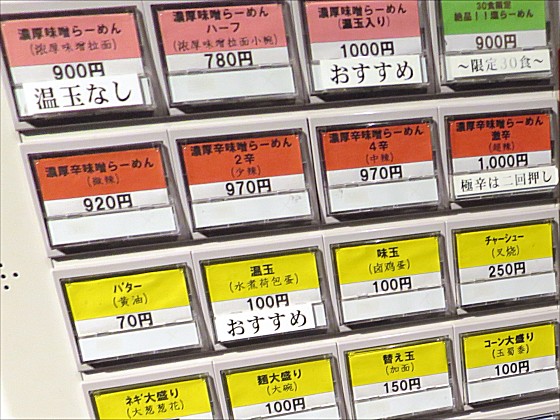 濃厚味噌らーめん
(浓厚味噌拉面)
900円
温玉なし
濃厚味噌らーめん
ハーフ
(浓厚味噌拉面小碗)
780円
濃厚味噌らーめん
(温玉入り)
1000円
おすすめ
30食限定
絶品!!塩らーめん
900円
～限定30食～
濃厚辛味噌らーめん
(微辣)
920円
濃厚辛味噌らーめん
2辛
(少辣)
970円
濃厚辛味噌らーめん
4辛
(中辣)
970円
濃厚辛味噌らーめん
激辛
(超辣)
1,000円
極辛は二回押し
バター
(黄油)
70円
温玉
(水煮荷包蛋)
100円
おすすめ
味玉
(卤鸡蛋)
100円
チャーシュー
(叉烧)
250円
ネギ大盛り
(大葱葱花)
麺大盛り
(大碗)
100円
替え玉
(加面)
150円
コーン大盛り
(玉蜀黍)
100円